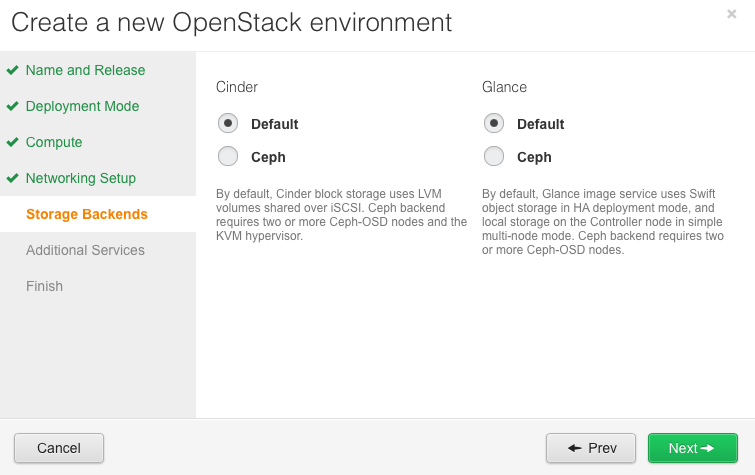 Create a new OpenStack environment
×
Name and Release
Deployment Mode
Compute
Networking Setup
Storage Backends
Additional Services
Finish
Cinder
Default
Ceph
By default, Cinder block storage uses LVM
volumes shared over iSCSI. Ceph backend
requires two or more Ceph-OSD nodes and the
KVM hypervisor.
Glance
Default
Ceph
By default, Glance image service uses Swift
object storage in HA deployment mode, and
local storage on the Controller node in simple
multi-node mode. Ceph backend requires two
or more Ceph-OSD nodes.
Cancel
Prev
Next